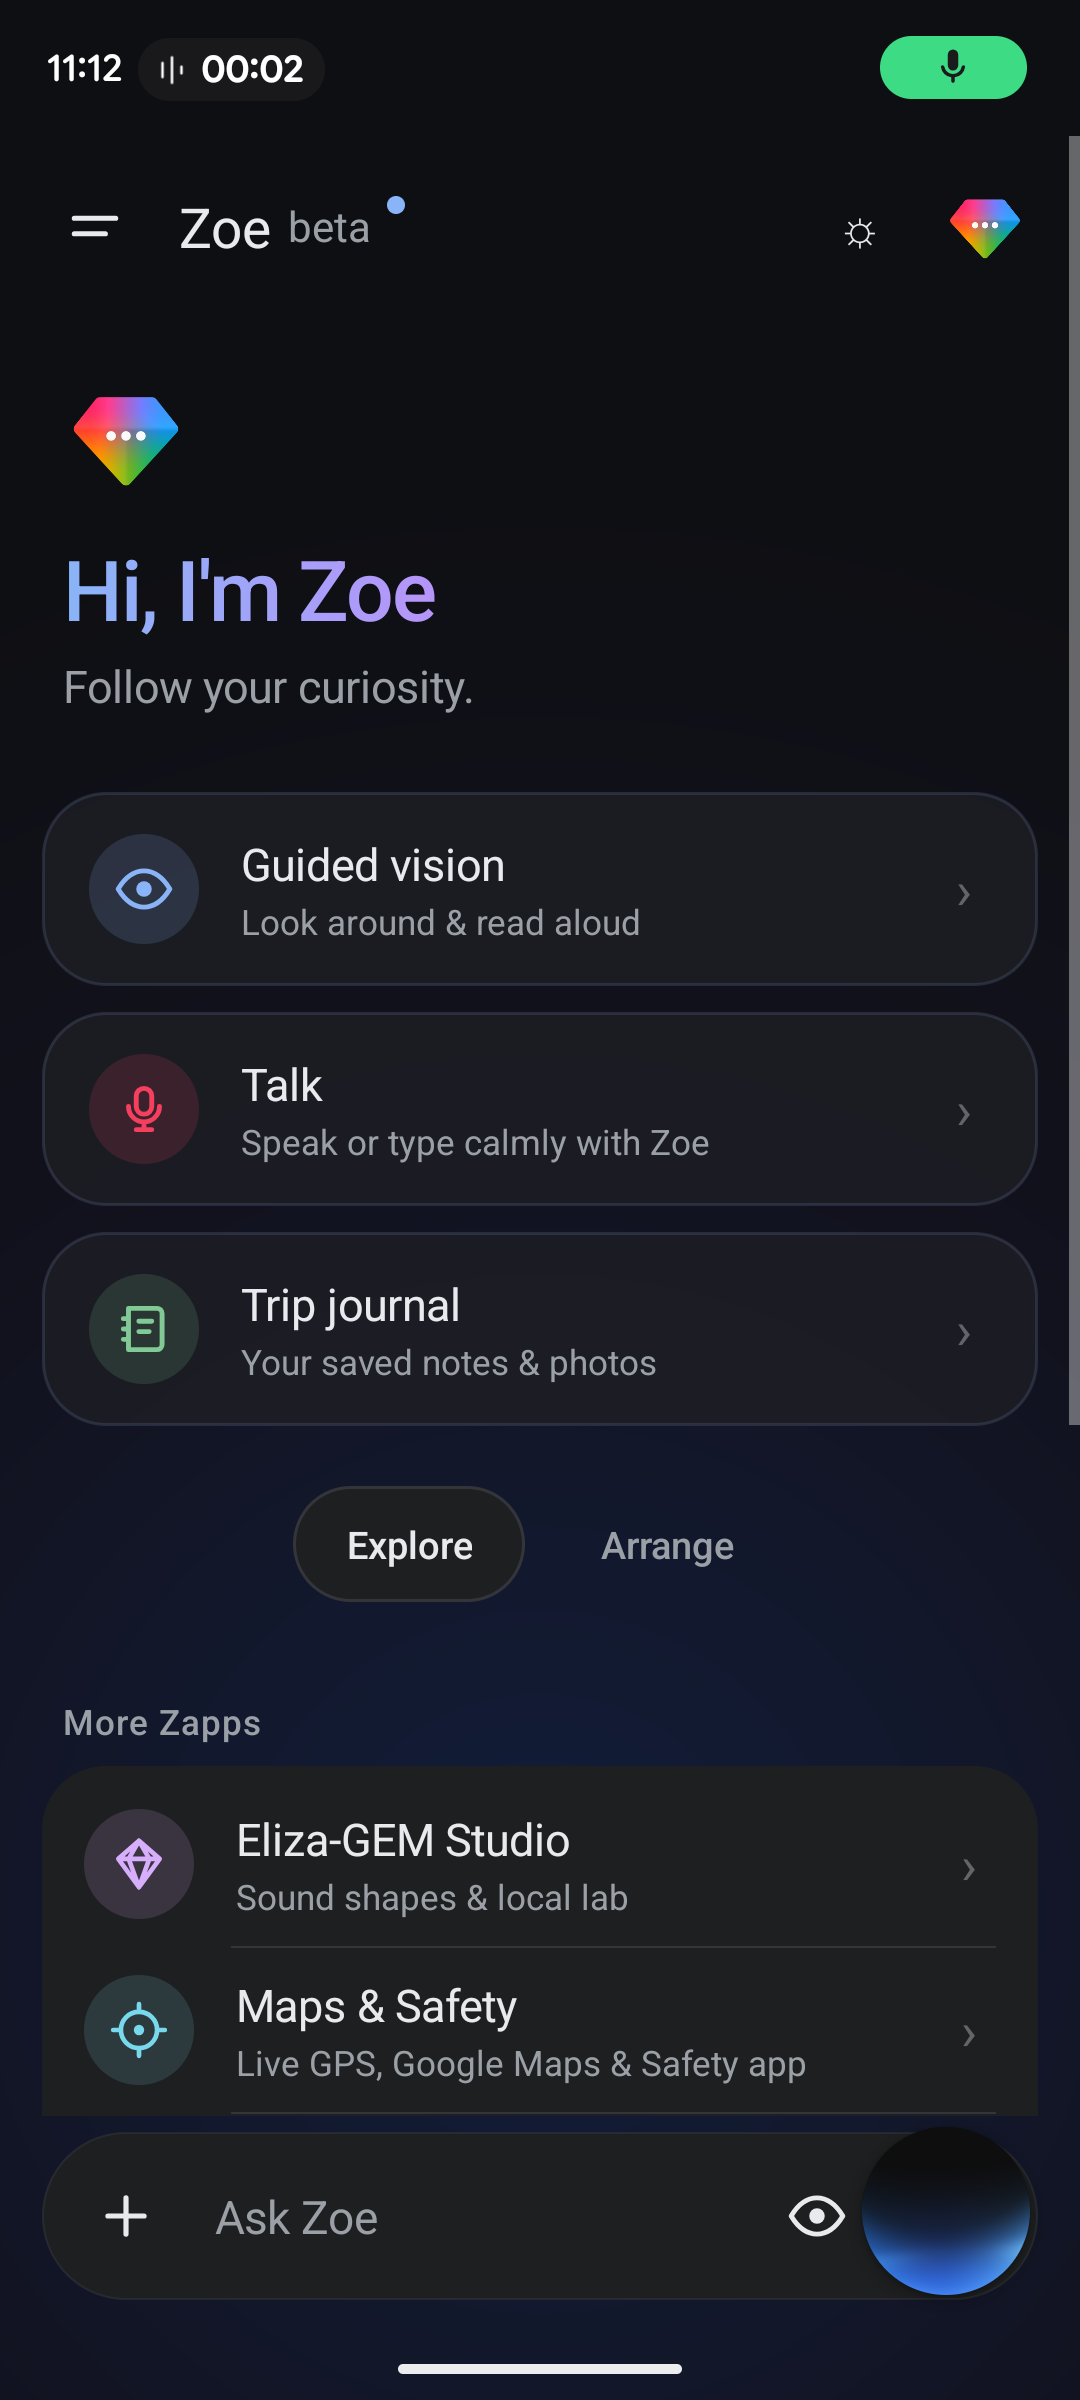 11:12 00:02
Zoe beta
Hi, I'm Zoe
Follow your curiosity.
Guided vision
Look around & read aloud
Talk
Speak or type calmly with Zoe
Trip journal
Your saved notes & photos
Explore Arrange
More Zapps
Eliza-GEM Studio
Sound shapes & local lab
Maps & Safety
Live GPS, Google Maps & Safety app
Ask Zoe